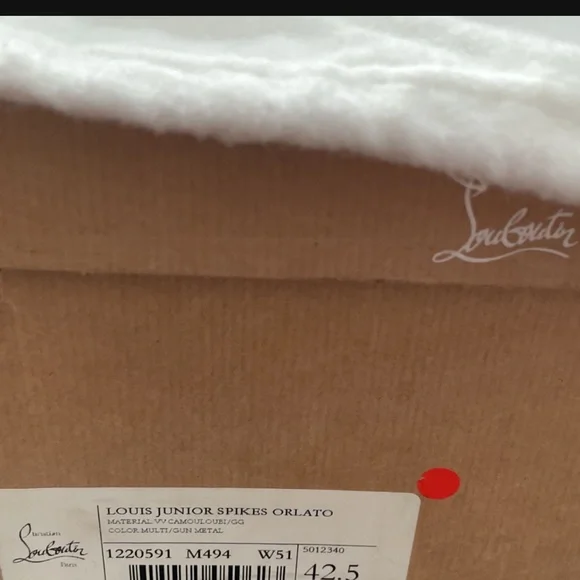 Louboutin
LOUIS JUNIOR SPIKES ORLATO
MATERIAL VV CAMOULOUBI/GG
COLOR MULTI/GUN METAL
Christian
Louboutin
Paris
1220591 M494 W51
5012340
42.5